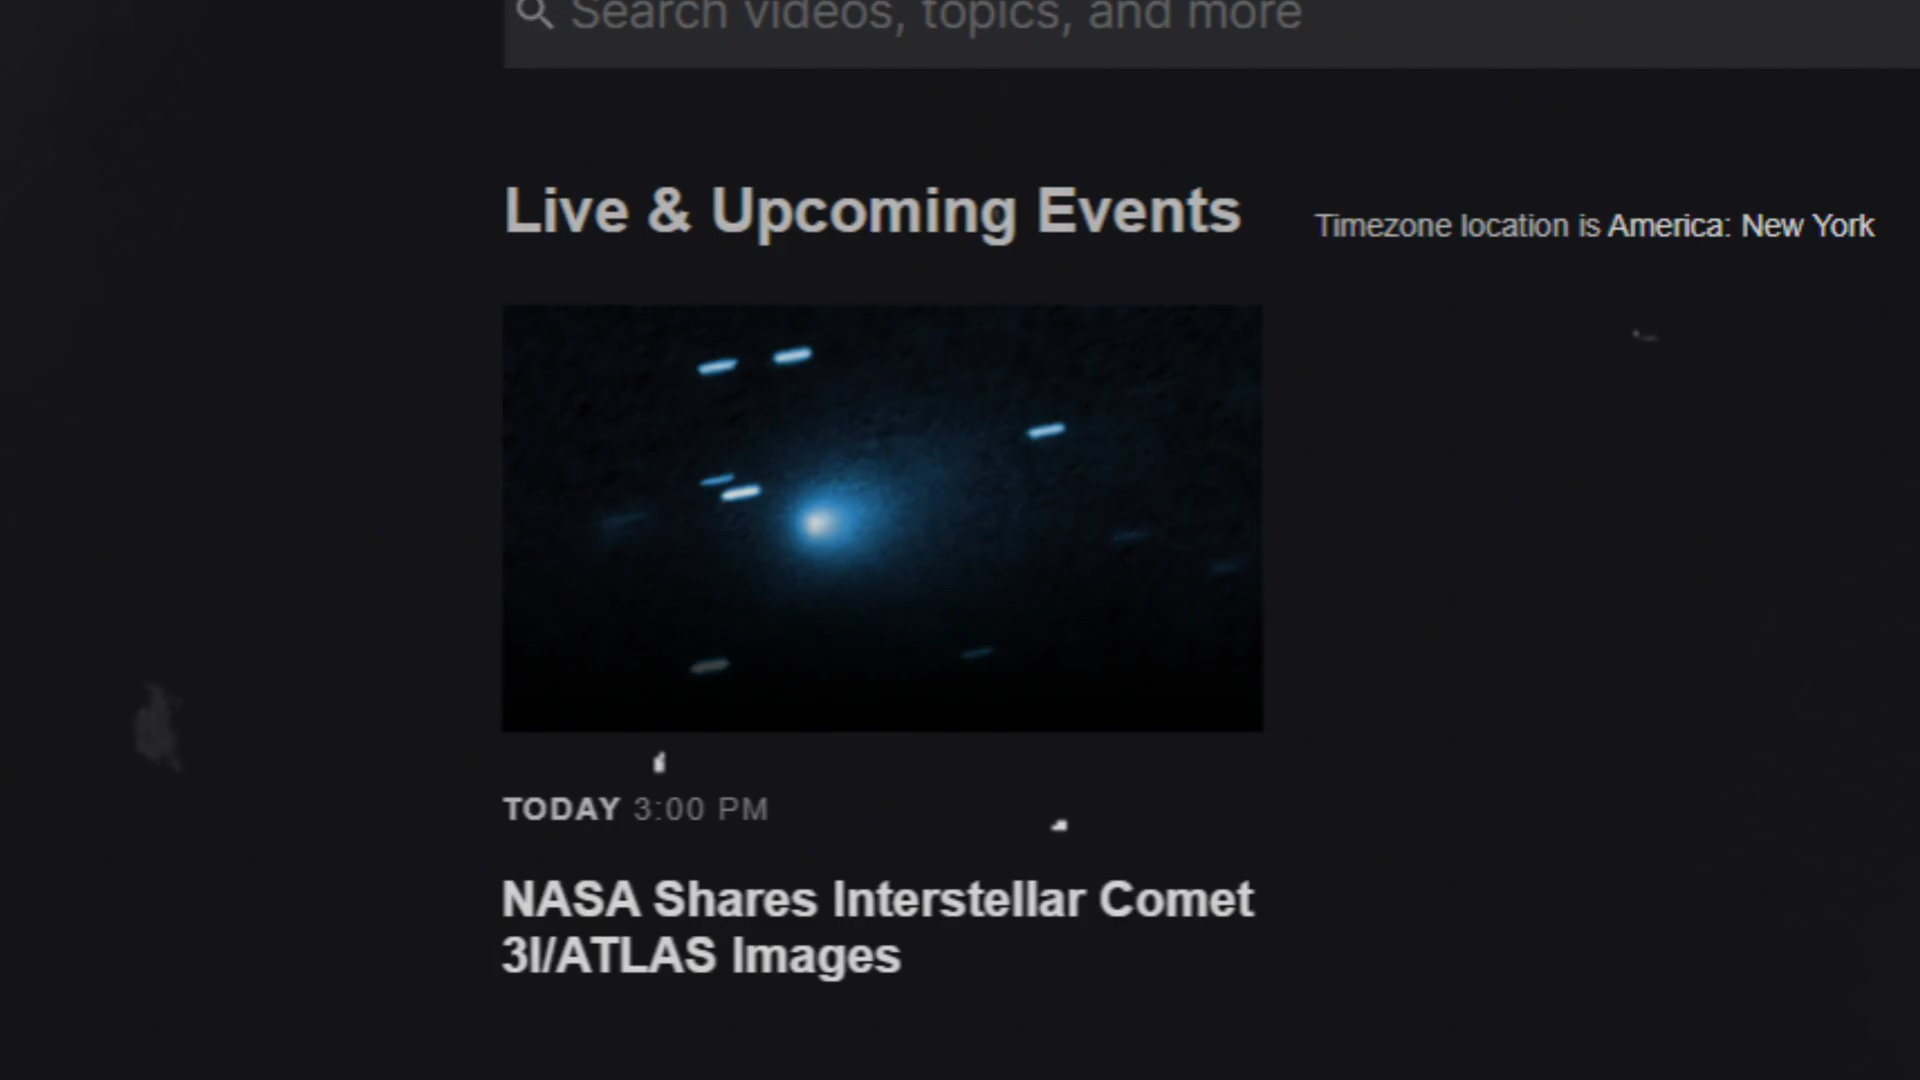 Search videos, topics, and more
Live & Upcoming Events
Timezone location is America: New York
TODAY 3:00 PM
NASA Shares Interstellar Comet
3I/ATLAS Images